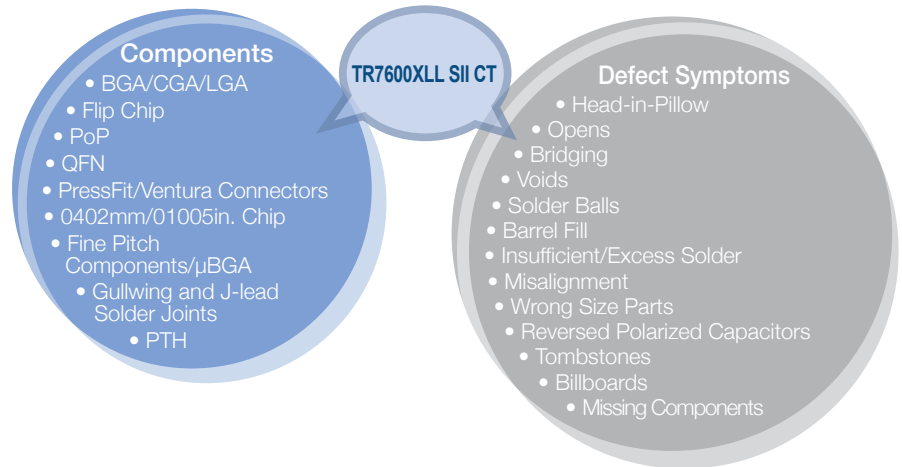 Components
• BGA/CGA/LGA
• Flip Chip
• PoP
• QFN
• PressFit/Ventura Connectors
• 0402mm/01005in. Chip
• Fine Pitch
Components/µBGA
• Gullwing and J-lead
Solder Joints
• PTH
TR7600XLL SII CT
Defect Symptoms
• Head-in-Pillow
• Opens
• Bridging
• Voids
• Solder Balls
• Barrel Fill
• Insufficient/Excess Solder
• Misalignment
• Wrong Size Parts
• Reversed Polarized Capacitors
• Tombstones
• Billboards
• Missing Components